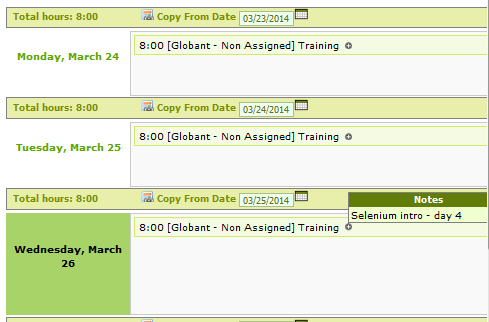 Total hours: 8:00 Copy From Date 03/23/2014
Monday, March 24
8:00 [Globant - Non Assigned] Training
Total hours: 8:00 Copy From Date 03/24/2014
Tuesday, March 25
8:00 [Globant - Non Assigned] Training
Total hours: 8:00 Copy From Date 03/25/2014
Notes
Selenium intro - day 4
Wednesday, March
26
8:00 [Globant - Non Assigned] Training